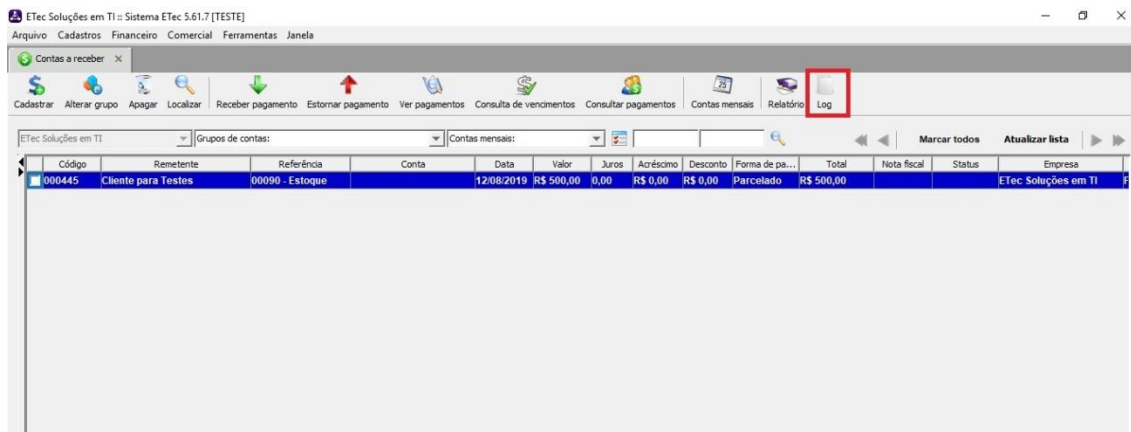 ETec Soluções em TI :: Sistema ETec 5.61.7 [TESTE]
Arquivo Cadastros Financeiro Comercial Ferramentas Janela
Contas a receber
Cadastrar Alterar grupo Apagar Localizar Receber pagamento Estornar pagamento Ver pagamentos Consulta de vencimentos Consultar pagamentos Contas mensais Relatório Log
ETec Soluções em TI Grupos de contas: Contas mensais: Marcar todos Atualizar lista
Código Remetente Referência Conta Data Valor Juros Acréscimo Desconto Forma de pa... Total Nota fiscal Status Empresa
000445 Cliente para Testes 00090 - Estoque 12/08/2019 R$ 500,00 0,00 R$ 0,00 R$ 0,00 Parcelado R$ 500,00 ETec Soluções em TI F